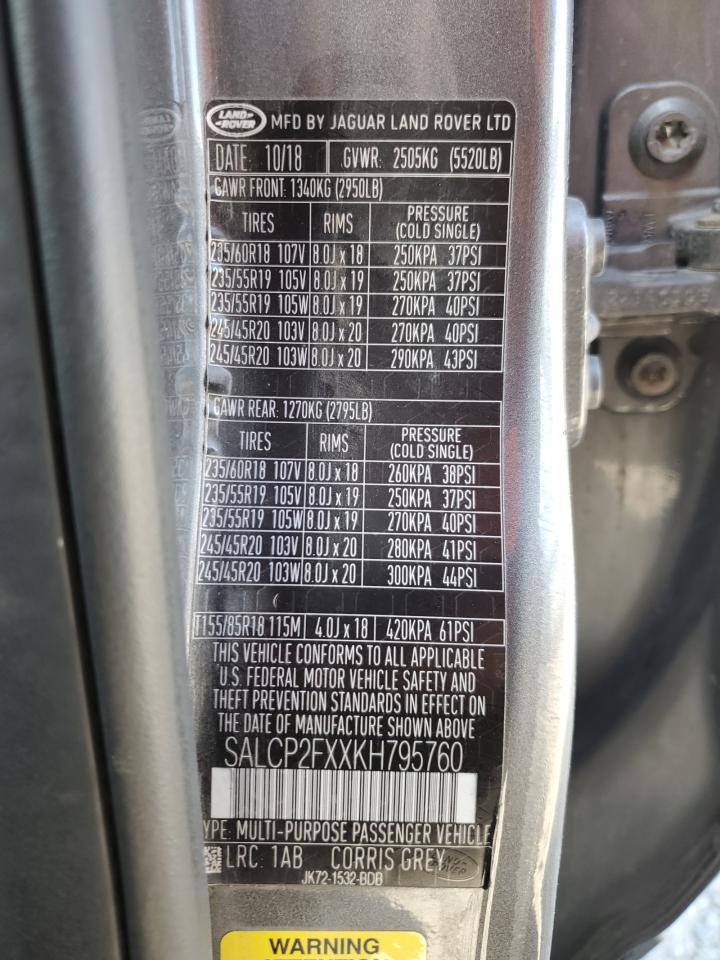 LAND ROVER MFD BY JAGUAR LAND ROVER LTD
DATE: 10/18 GVWR: 2505KG (5520LB)
GAWR FRONT: 1340KG (2950LB)
TIRES RIMS PRESSURE (COLD SINGLE)
235/60R18 107V 8.0J x 18 250KPA 37PSI
235/55R19 105V 8.0J x 19 250KPA 37PSI
235/55R19 105W 8.0J x 19 270KPA 40PSI
245/45R20 103V 8.0J x 20 270KPA 40PSI
245/45R20 103W 8.0J x 20 290KPA 43PSI
GAWR REAR: 1270KG (2795LB)
TIRES RIMS PRESSURE (COLD SINGLE)
235/60R18 107V 8.0J x 18 260KPA 38PSI
235/55R19 105V 8.0J x 19 250KPA 37PSI
235/55R19 105W 8.0J x 19 270KPA 40PSI
245/45R20 103V 8.0J x 20 280KPA 41PSI
245/45R20 103W 8.0J x 20 300KPA 44PSI
T155/85R18 115M 4.0J x 18 420KPA 61PSI
THIS VEHICLE CONFORMS TO ALL APPLICABLE
U.S. FEDERAL MOTOR VEHICLE SAFETY AND
THEFT PREVENTION STANDARDS IN EFFECT ON
THE DATE OF MANUFACTURE SHOWN ABOVE
SALCP2FXXKH795760
TYPE: MULTI-PURPOSE PASSENGER VEHICLE
LRC: 1AB CORRIS GREY
JK72-1532-BDB
WARNING